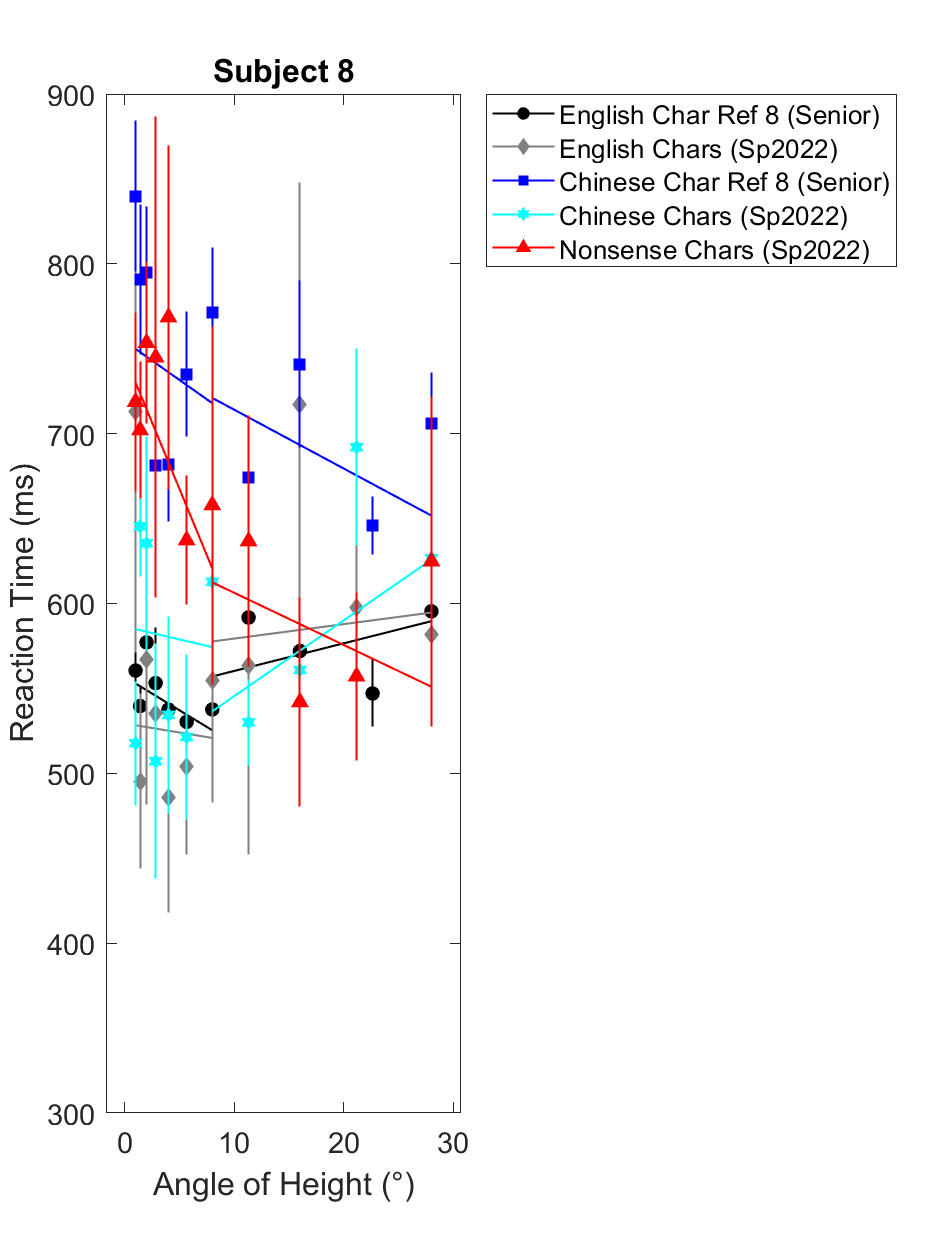 Subject 8
900
800
700
600
500
400
300
Reaction Time (ms)
0 10 20 30
Angle of Height (°)
English Char Ref 8 (Senior)
English Chars (Sp2022)
Chinese Char Ref 8 (Senior)
Chinese Chars (Sp2022)
Nonsense Chars (Sp2022)